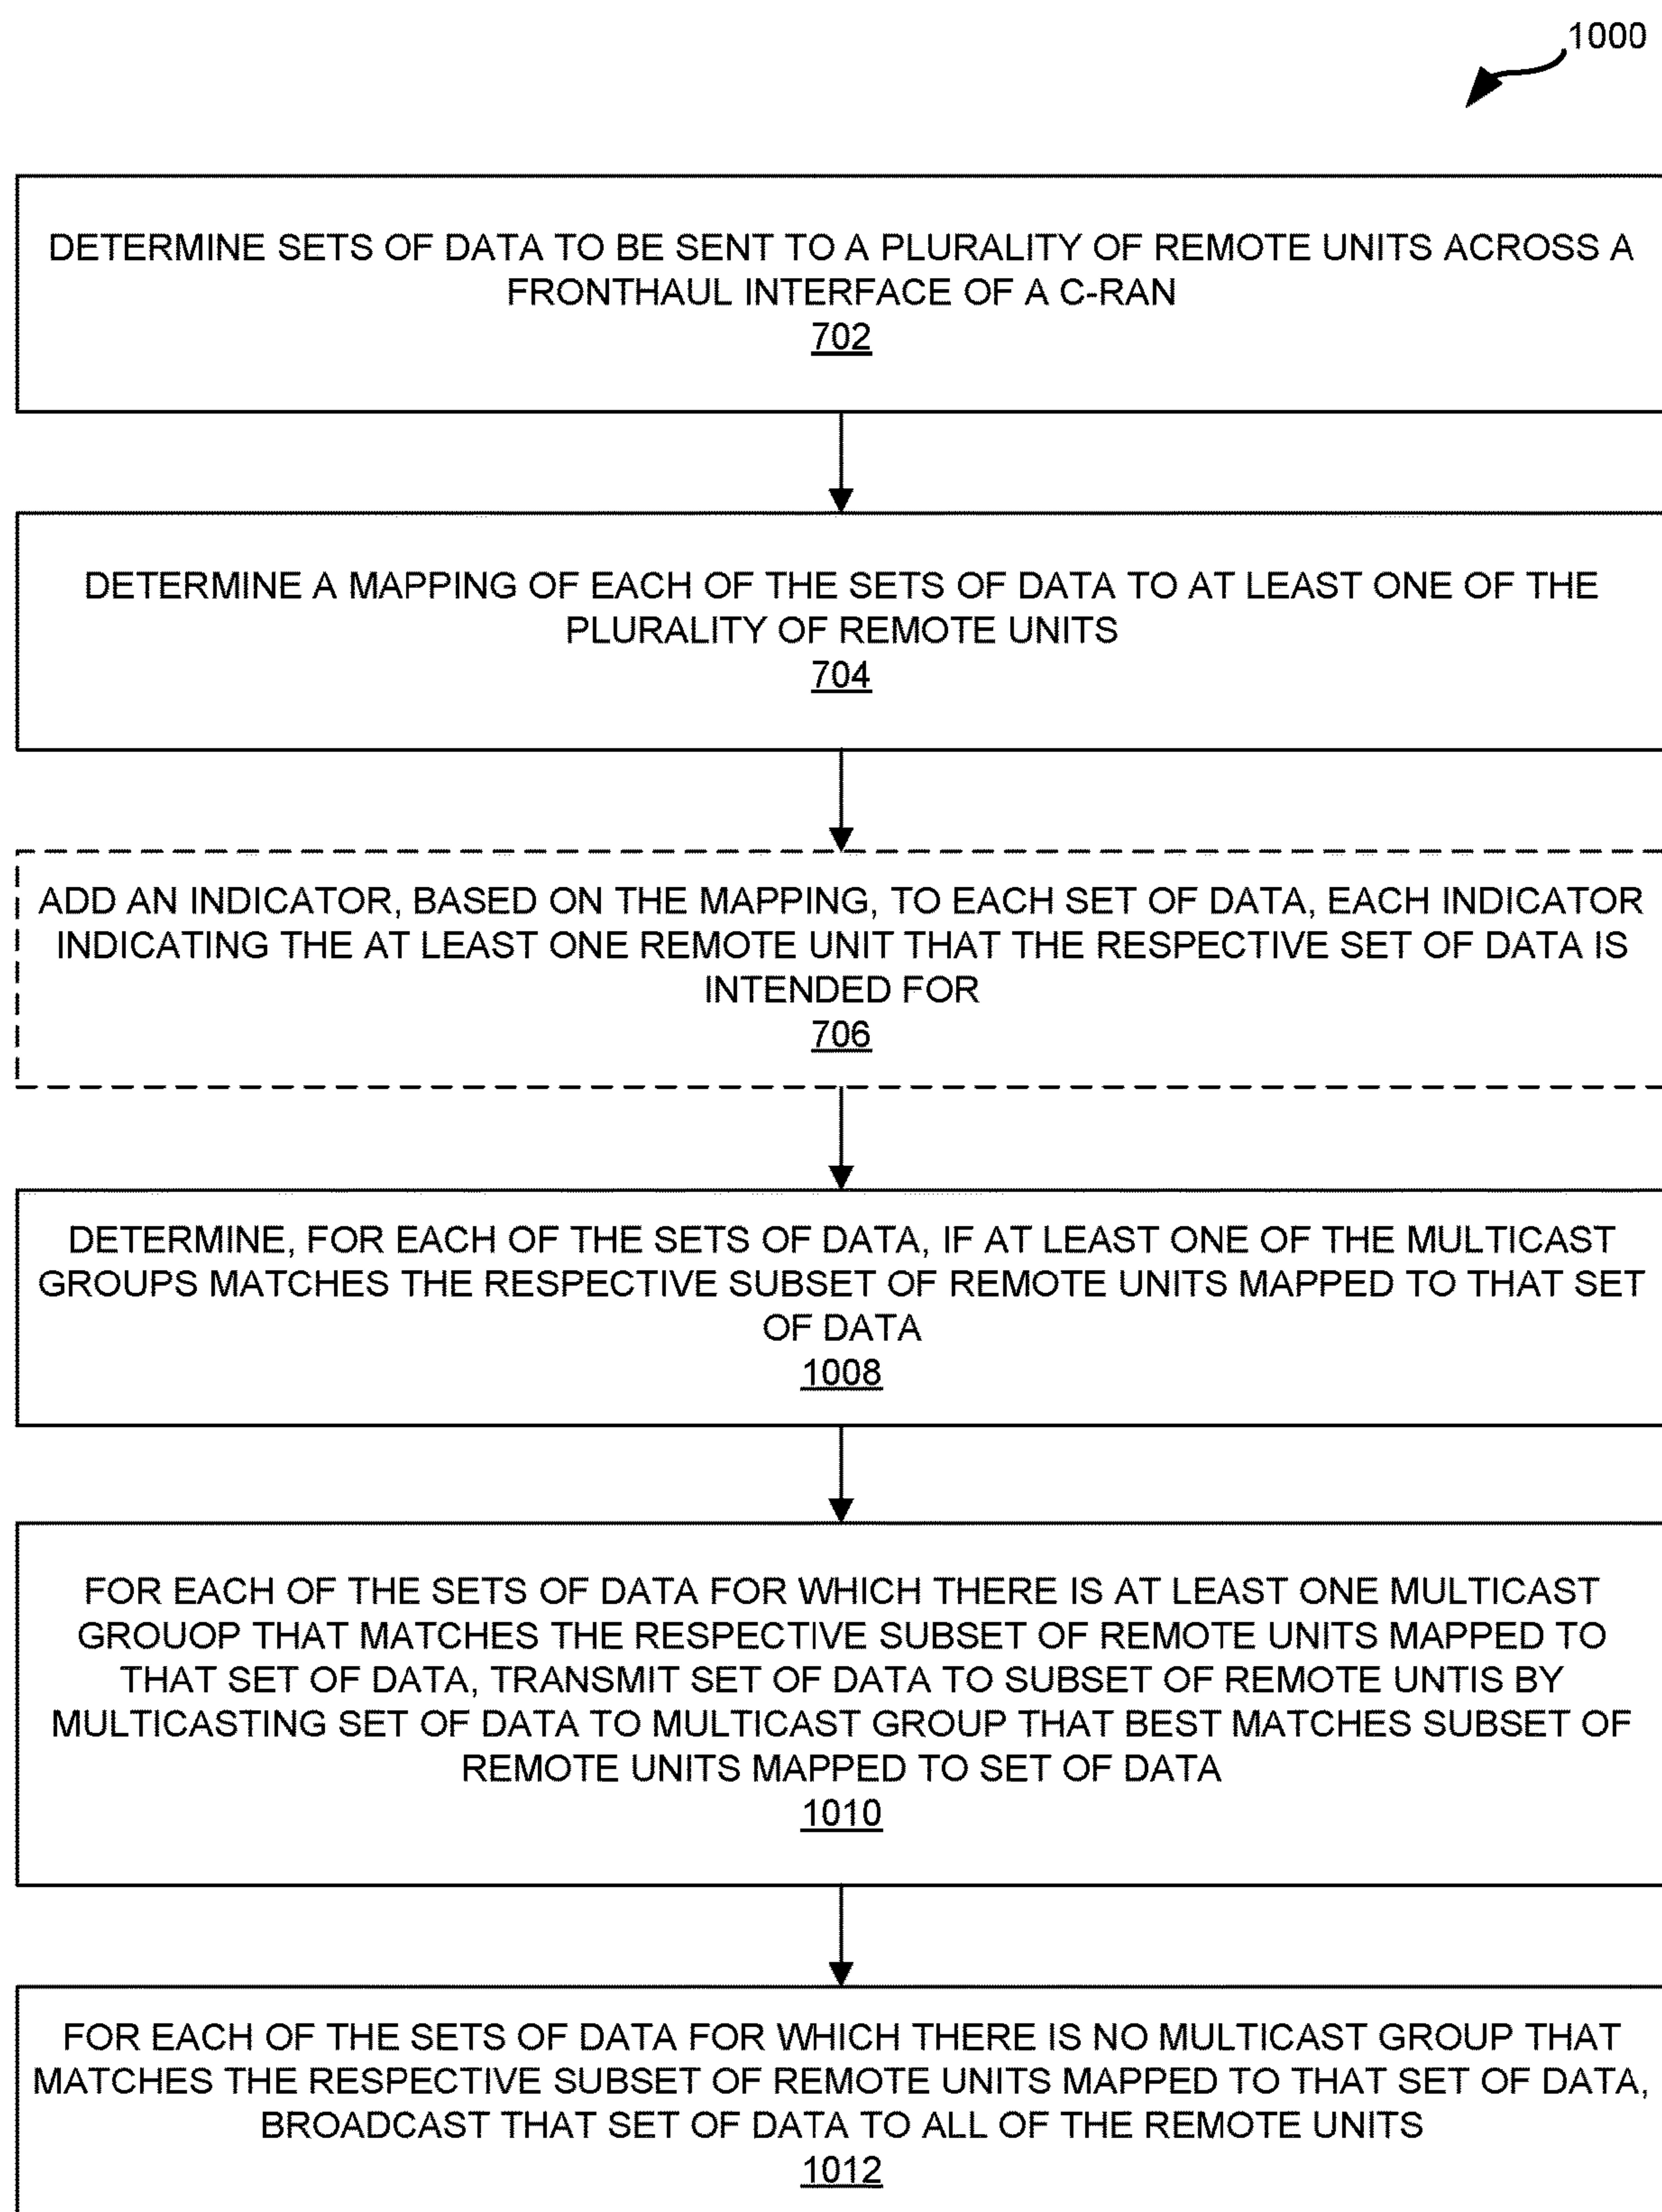 1000
DETERMINE SETS OF DATA TO BE SENT TO A PLURALITY OF REMOTE UNITS ACROSS A
FRONTHAUL INTERFACE OF A C-RAN
702
DETERMINE A MAPPING OF EACH OF THE SETS OF DATA TO AT LEAST ONE OF THE
PLURALITY OF REMOTE UNITS
704
ADD AN INDICATOR, BASED ON THE MAPPING, TO EACH SET OF DATA, EACH INDICATOR
INDICATING THE AT LEAST ONE REMOTE UNIT THAT THE RESPECTIVE SET OF DATA IS
INTENDED FOR
706
DETERMINE, FOR EACH OF THE SETS OF DATA, IF AT LEAST ONE OF THE MULTICAST
GROUPS MATCHES THE RESPECTIVE SUBSET OF REMOTE UNITS MAPPED TO THAT SET
OF DATA
1008
FOR EACH OF THE SETS OF DATA FOR WHICH THERE IS AT LEAST ONE MULTICAST
GROUOP THAT MATCHES THE RESPECTIVE SUBSET OF REMOTE UNITS MAPPED TO
THAT SET OF DATA, TRANSMIT SET OF DATA TO SUBSET OF REMOTE UNTIS BY
MULTICASTING SET OF DATA TO MULTICAST GROUP THAT BEST MATCHES SUBSET OF
REMOTE UNITS MAPPED TO SET OF DATA
1010
FOR EACH OF THE SETS OF DATA FOR WHICH THERE IS NO MULTICAST GROUP THAT
MATCHES THE RESPECTIVE SUBSET OF REMOTE UNITS MAPPED TO THAT SET OF DATA,
BROADCAST THAT SET OF DATA TO ALL OF THE REMOTE UNITS
1012